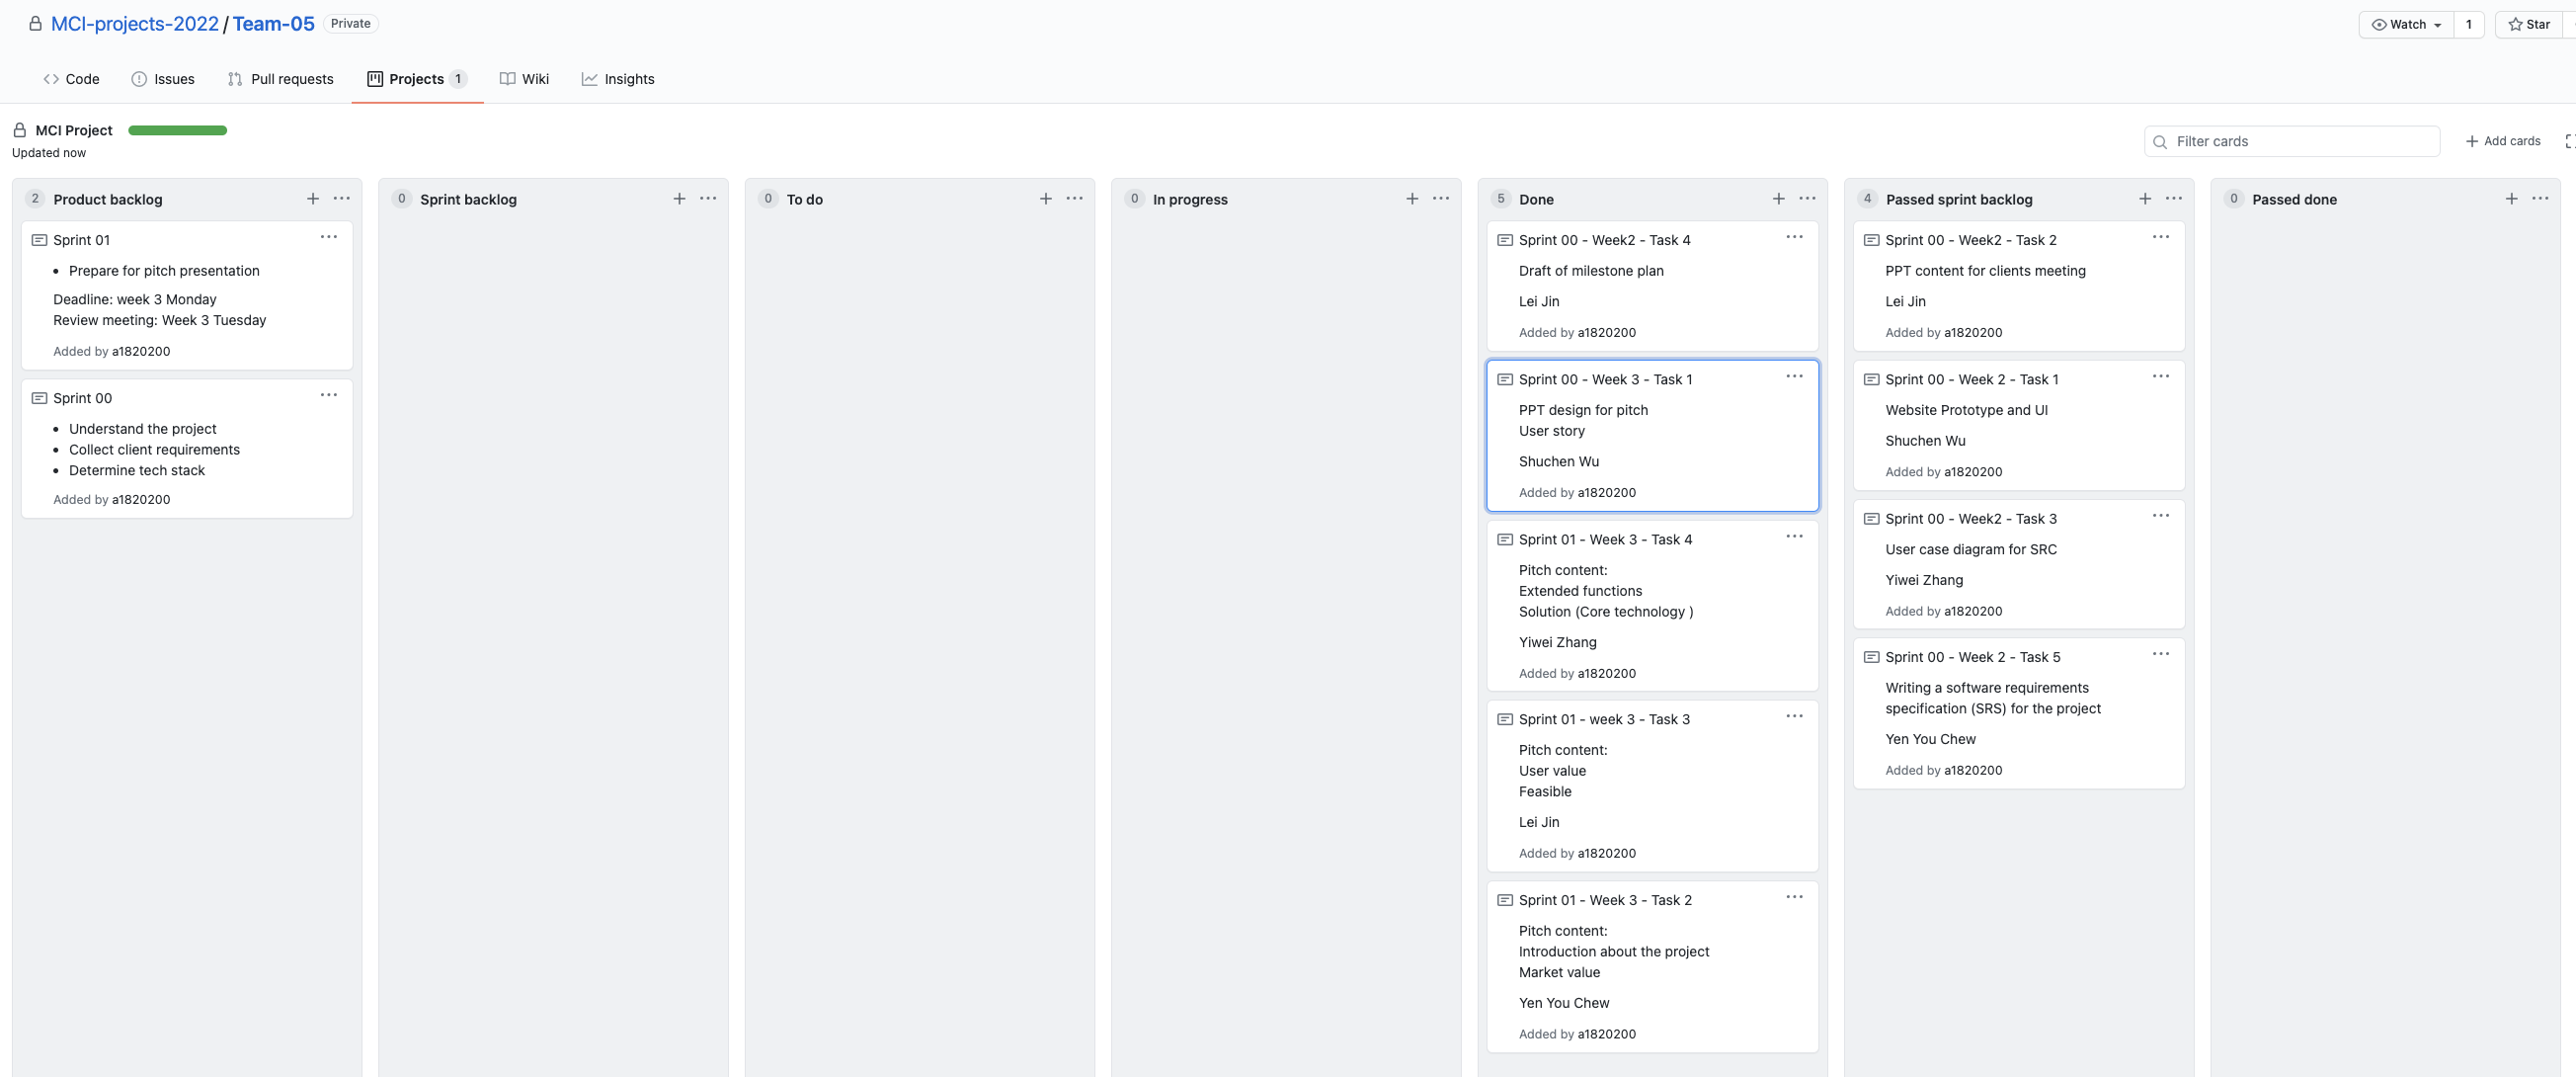 MCI-projects-2022 / Team-05 Private
Watch 1 Star
Code Issues Pull requests Projects 1 Wiki Insights
MCI Project
Updated now
Filter cards
Add cards
2 Product backlog
Sprint 01
Prepare for pitch presentation
Deadline: week 3 Monday
Review meeting: Week 3 Tuesday
Added by a1820200
Sprint 00
Understand the project
Collect client requirements
Determine tech stack
Added by a1820200
0 Sprint backlog
0 To do
0 In progress
5 Done
Sprint 00 - Week2 - Task 4
Draft of milestone plan
Lei Jin
Added by a1820200
Sprint 00 - Week 3 - Task 1
PPT design for pitch
User story
Shuchen Wu
Added by a1820200
Sprint 01 - Week 3 - Task 4
Pitch content:
Extended functions
Solution (Core technology )
Yiwei Zhang
Added by a1820200
Sprint 01 - week 3 - Task 3
Pitch content:
User value
Feasible
Lei Jin
Added by a1820200
Sprint 01 - Week 3 - Task 2
Pitch content:
Introduction about the project
Market value
Yen You Chew
Added by a1820200
4 Passed sprint backlog
Sprint 00 - Week2 - Task 2
PPT content for clients meeting
Lei Jin
Added by a1820200
Sprint 00 - Week 2 - Task 1
Website Prototype and UI
Shuchen Wu
Added by a1820200
Sprint 00 - Week2 - Task 3
User case diagram for SRC
Yiwei Zhang
Added by a1820200
Sprint 00 - Week 2 - Task 5
Writing a software requirements
specification (SRS) for the project
Yen You Chew
Added by a1820200
0 Passed done